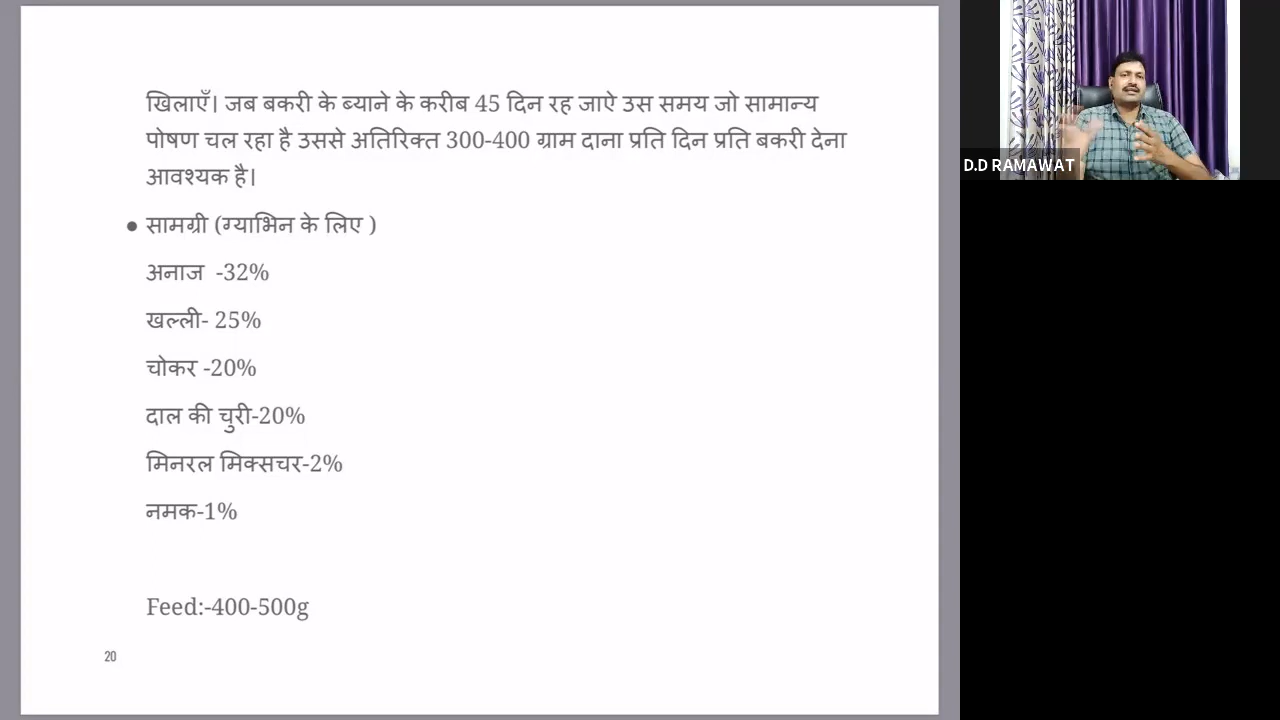 खिलाएँ। जब बकरी के ब्याने के करीब 45 दिन रह जाऐ उस समय जो सामान्य
पोषण चल रहा है उससे अतिरिक्त 300-400 ग्राम दाना प्रति दिन प्रति बकरी देना
आवश्यक है।
● सामग्री (ग्याभिन के लिए )
अनाज -32%
खल्ली- 25%
चोकर -20%
दाल की चुरी-20%
मिनरल मिक्सचर-2%
नमक-1%
Feed:-400-500g
20
D.D RAMAWAT